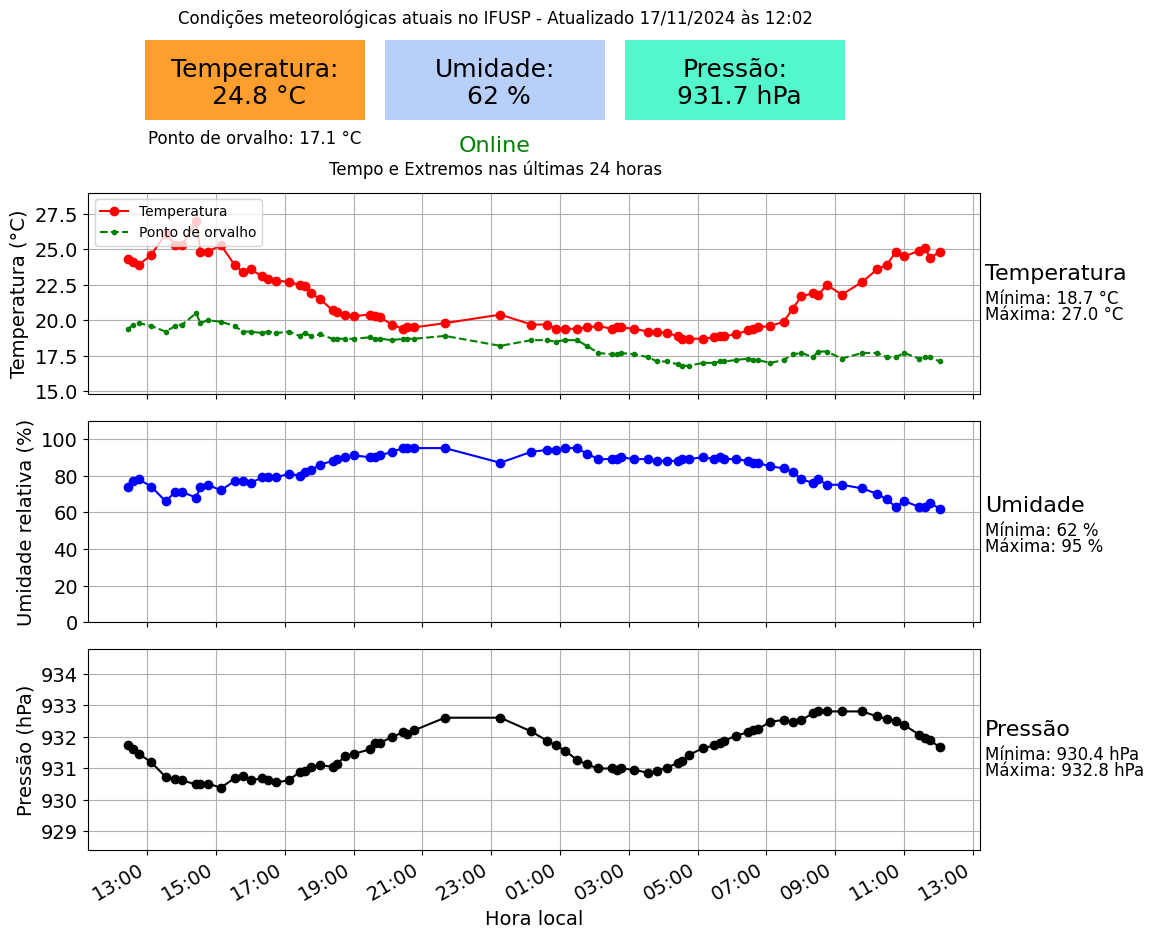 Condições meteorológicas atuais no IFUSP - Atualizado 17/11/2024 às 12:02
Temperatura:
24.8 °C
Umidade:
62 %
Pressão:
931.7 hPa
Ponto de orvalho: 17.1 °C
Online
Tempo e Extremos nas últimas 24 horas
Temperatura (°C)
27.5
25.0
22.5
20.0
17.5
15.0
Temperatura
Ponto de orvalho
Temperatura
Mínima: 18.7 °C
Máxima: 27.0 °C
Umidade relativa (%)
100
80
60
40
20
0
Umidade
Mínima: 62 %
Máxima: 95 %
Pressão (hPa)
934
933
932
931
930
929
Pressão
Mínima: 930.4 hPa
Máxima: 932.8 hPa
13:00
15:00
17:00
19:00
21:00
23:00
01:00
03:00
05:00
07:00
09:00
11:00
13:00
Hora local